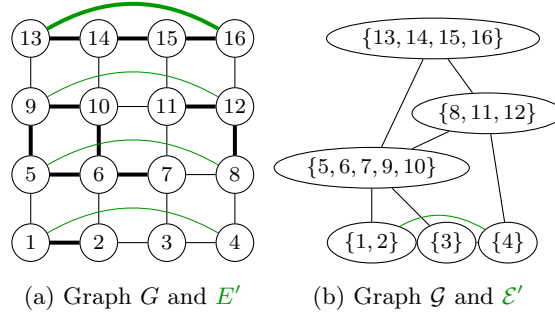 13 14 15 16
9 10 11 12
5 6 7 8
1 2 3 4
(a) Graph G and E′
{13, 14, 15, 16}
{8, 11, 12}
{5, 6, 7, 9, 10}
{1, 2} {3} {4}
(b) Graph 𝒢 and ℰ′